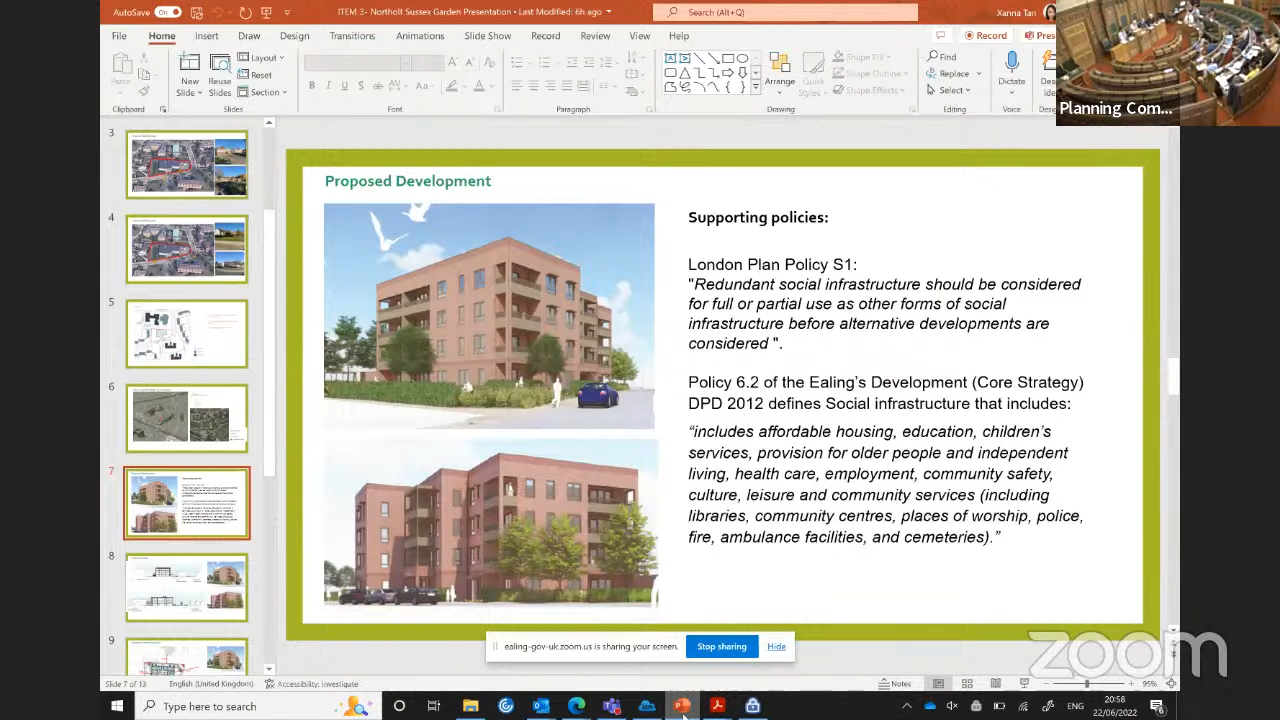 AutoSave
On
ITEM 3- Northolt Sussex Garden Presentation • Last Modified: 6h ago
Search (Alt+Q)
Xanna Tan
File Home Insert Draw Design Transitions Animations Slide Show Record Review View Help
Record
Pres
Paste
Clipboard
New
Slide
Reuse
Slides
Layout
Reset
Section
Slides
Font
Paragraph
Arrange
Quick
Styles
Shape Fill
Shape Outline
Shape Effects
Drawing
Find
Replace
Select
Editing
Dictate
Voice
Planning Com...
3
4
5
6
7
8
9
Proposed Development
Supporting policies:
London Plan Policy S1:
"Redundant social infrastructure should be considered
for full or partial use as other forms of social
infrastructure before alternative developments are
considered ".
Policy 6.2 of the Ealing's Development (Core Strategy)
DPD 2012 defines Social infrastructure that includes:
“includes affordable housing, education, children’s
services, provision for older people and independent
living, health care, employment, community safety,
culture, leisure and community services (including
libraries, community centres, places of worship, police,
fire, ambulance facilities, and cemeteries).”
ealing-gov-uk.zoom.us is sharing your screen.
Stop sharing
Hide
zoom
Slide 7 of 13
English (United Kingdom)
Accessibility: Investigate
Notes
95%
Type here to search
ENG
20:58
22/06/2022